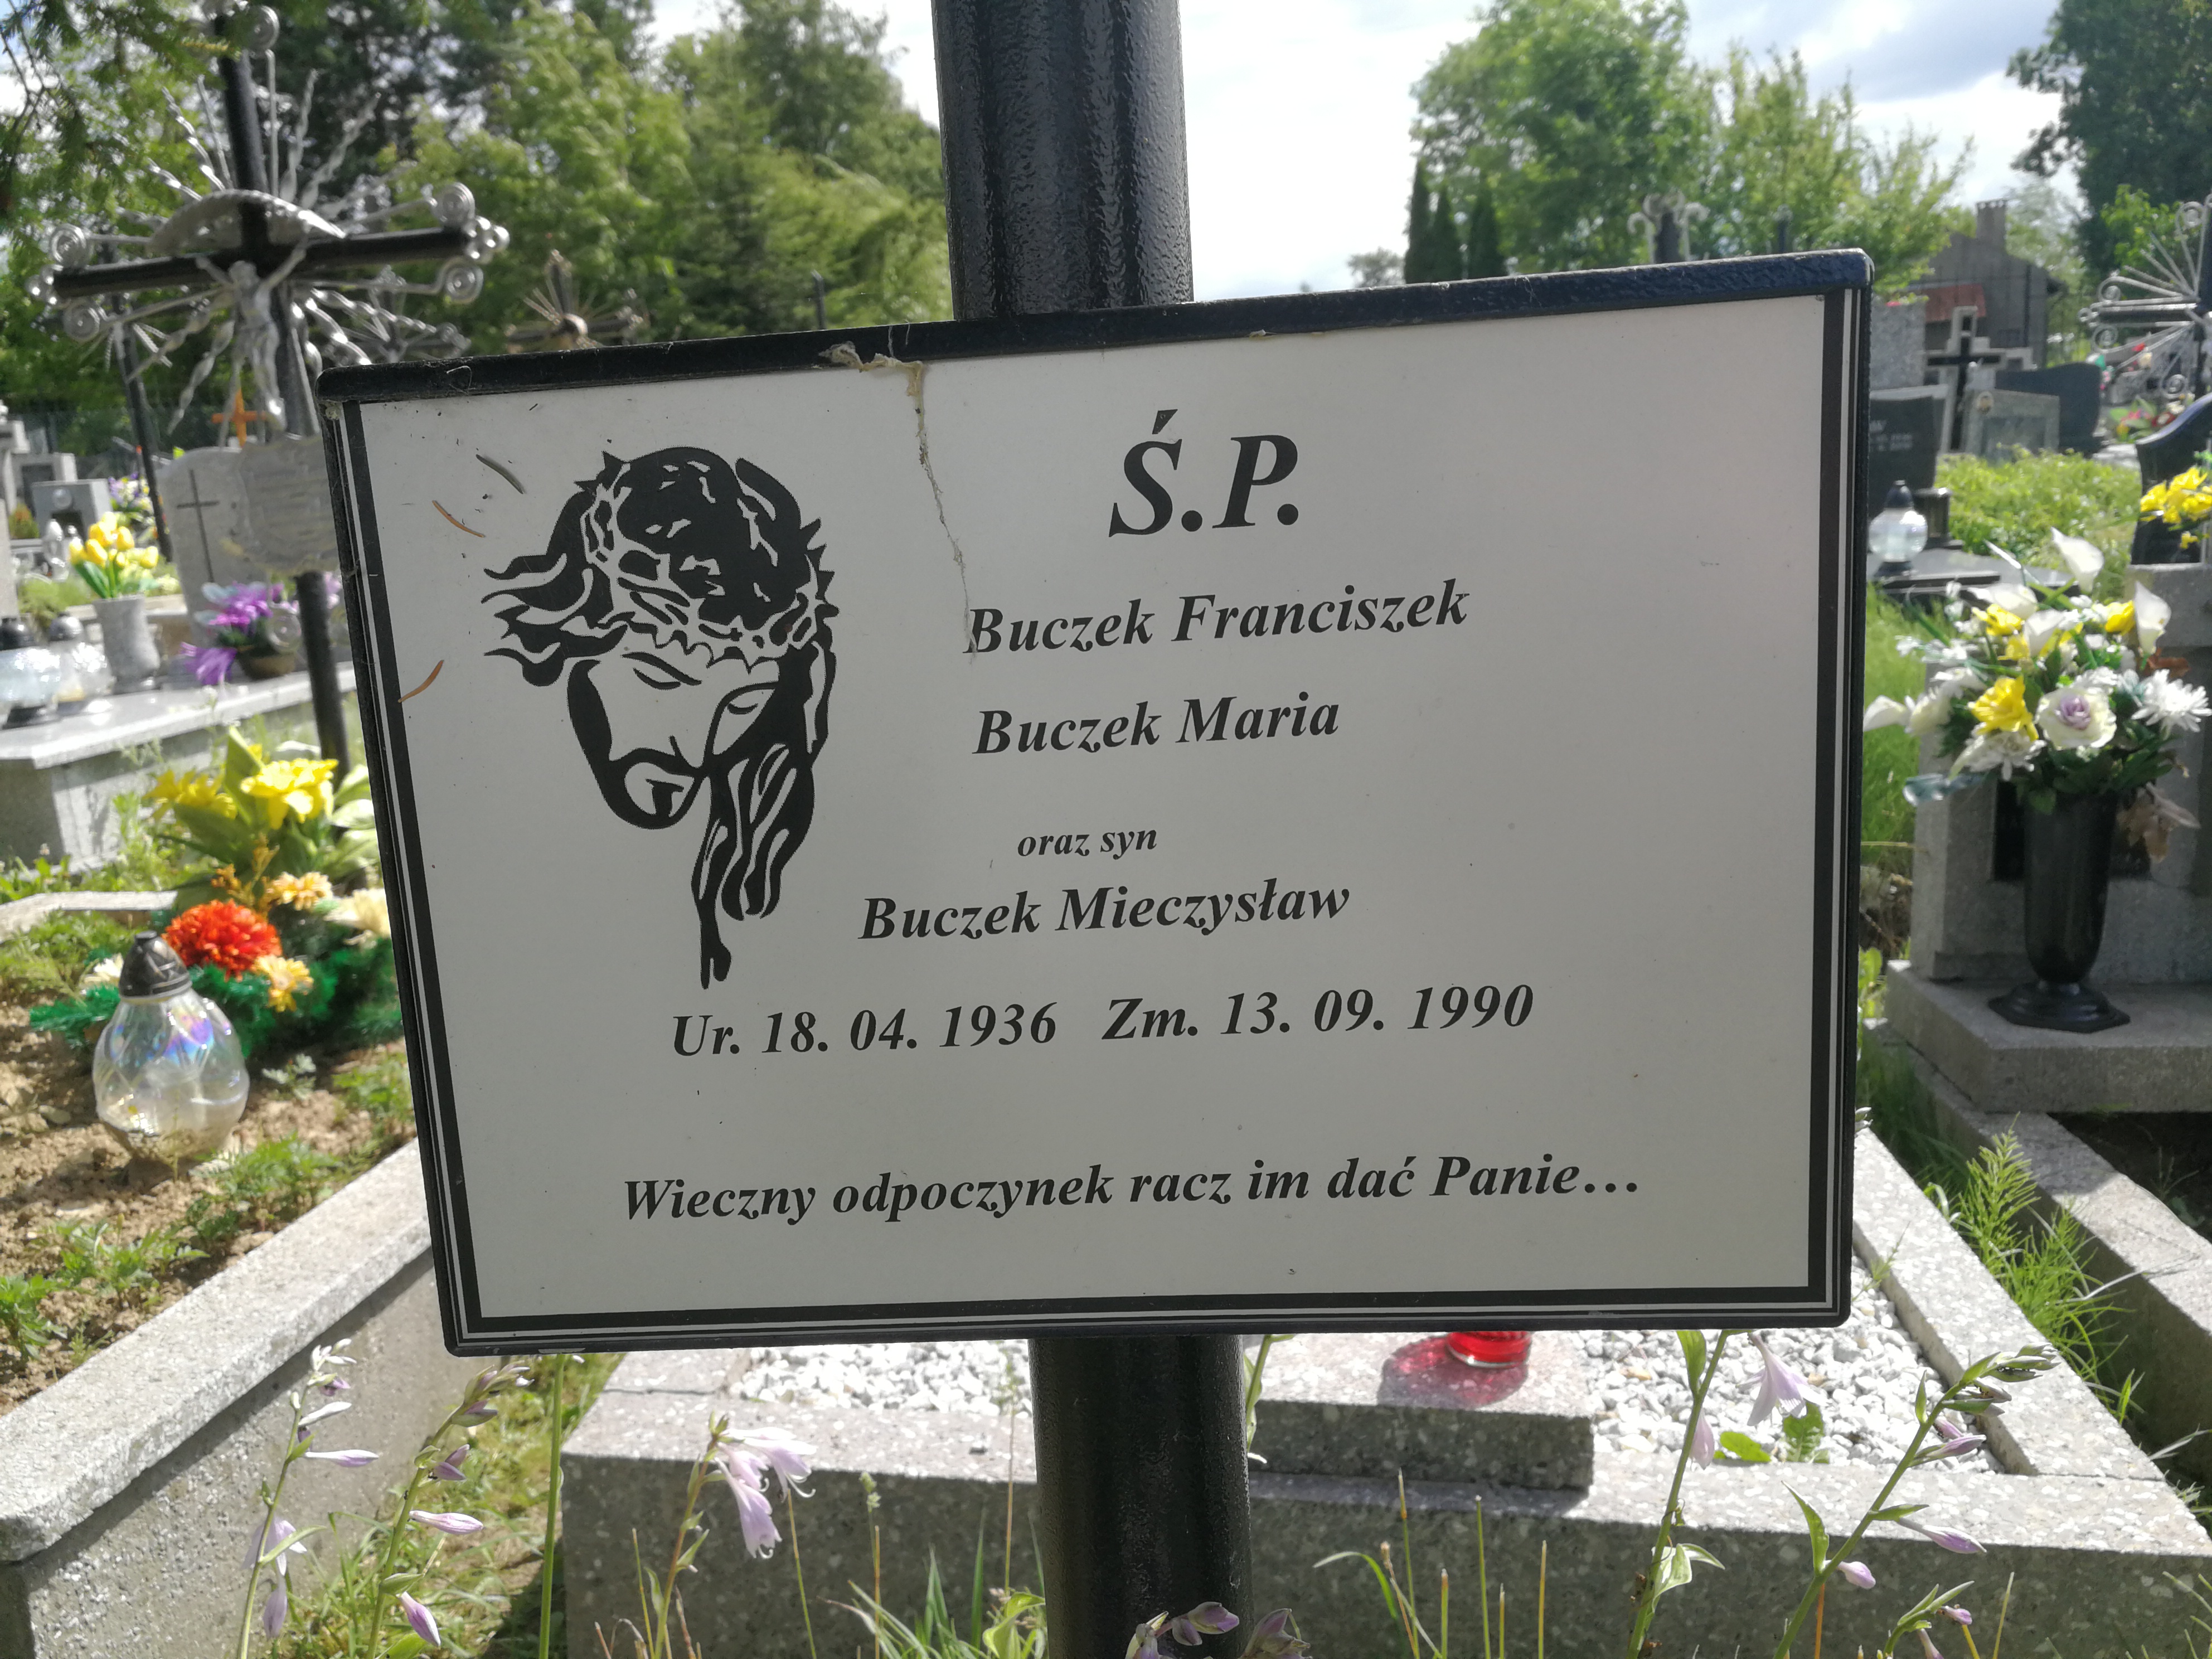 Ś.P.
Buczek Franciszek
Buczek Maria
oraz syn
Buczek Mieczysław
Ur. 18. 04. 1936 Zm. 13. 09. 1990
Wieczny odpoczynek racz im dać Panie...